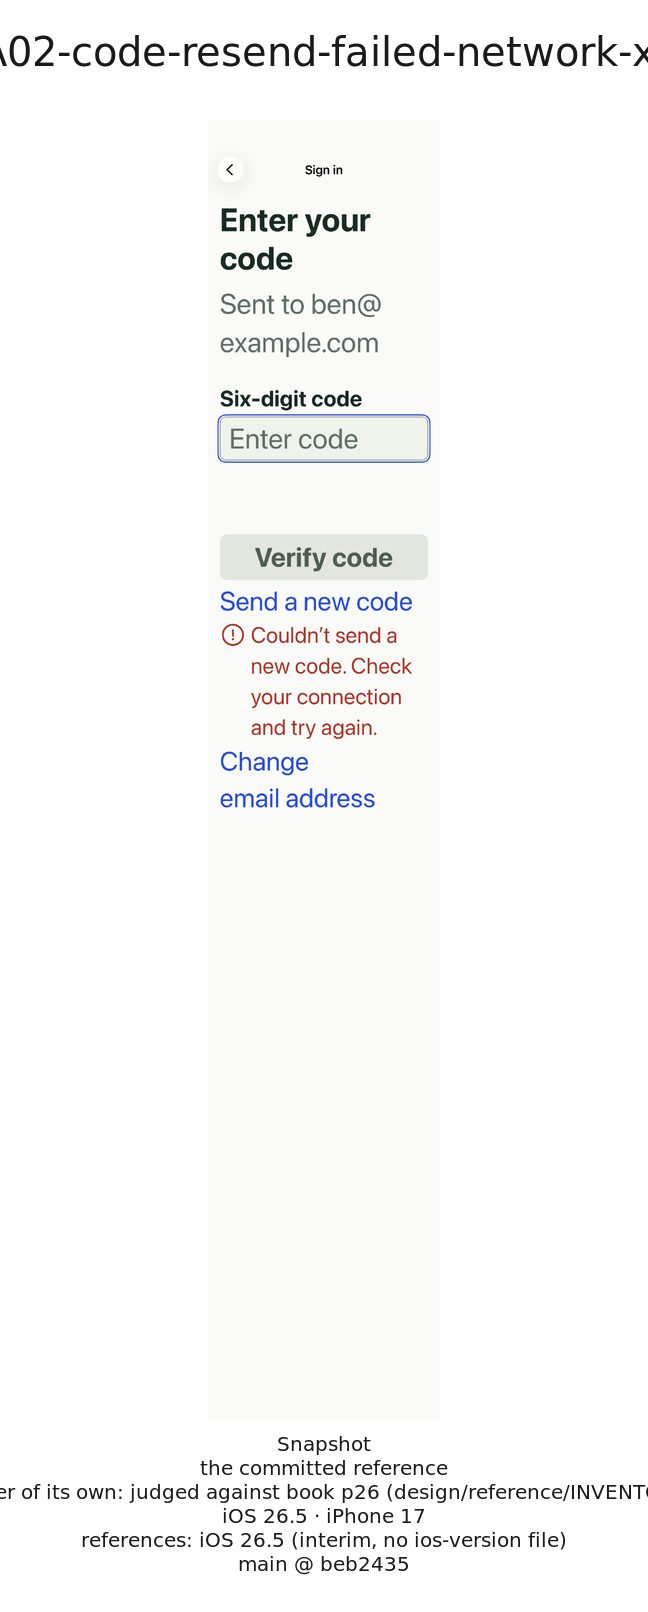 A02-code-resend-failed-network-x
Sign in
Enter your
code
Sent to ben@
example.com
Six-digit code
Enter code
Verify code
Send a new code
Couldn’t send a
new code. Check
your connection
and try again.
Change
email address
Snapshot
the committed reference
of its own: judged against book p26 (design/reference/
iOS 26.5 · iPhone 17
references: iOS 26.5 (interim, no ios-version file)
main @ beb2435